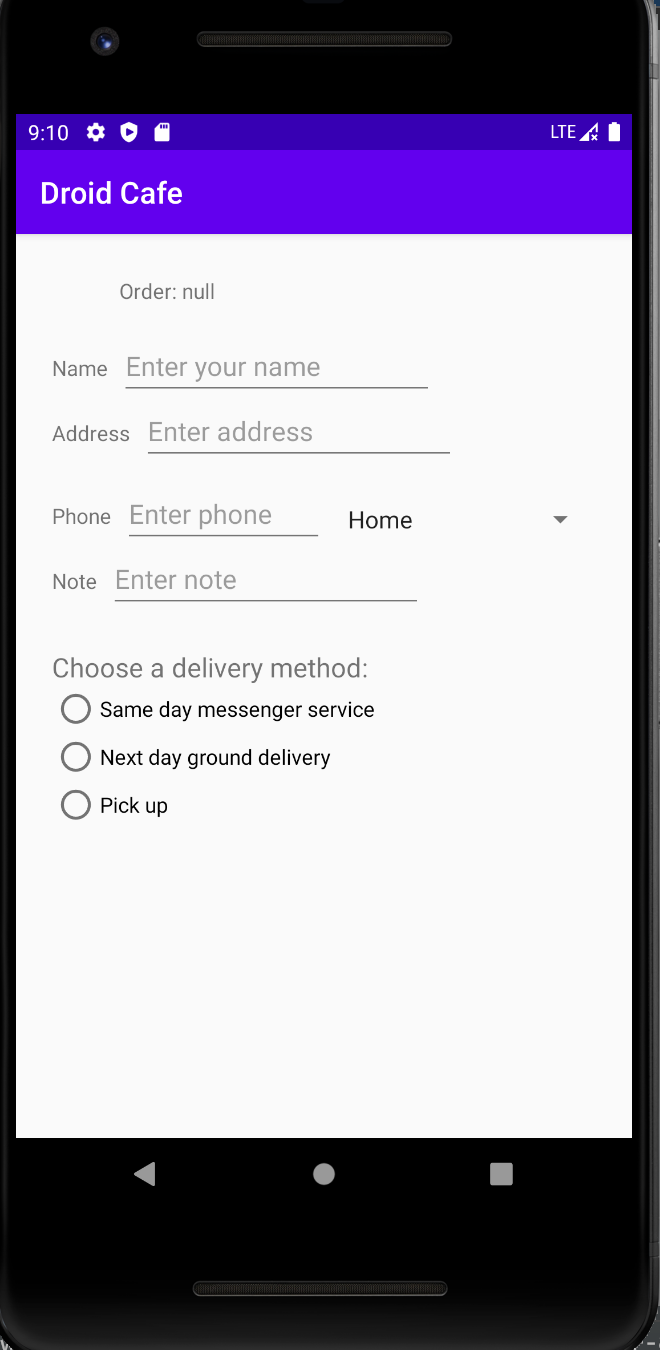 9:10 LTE
Droid Cafe
Order: null
Name Enter your name
Address Enter address
Phone Enter phone Home
Note Enter note
Choose a delivery method:
Same day messenger service
Next day ground delivery
Pick up